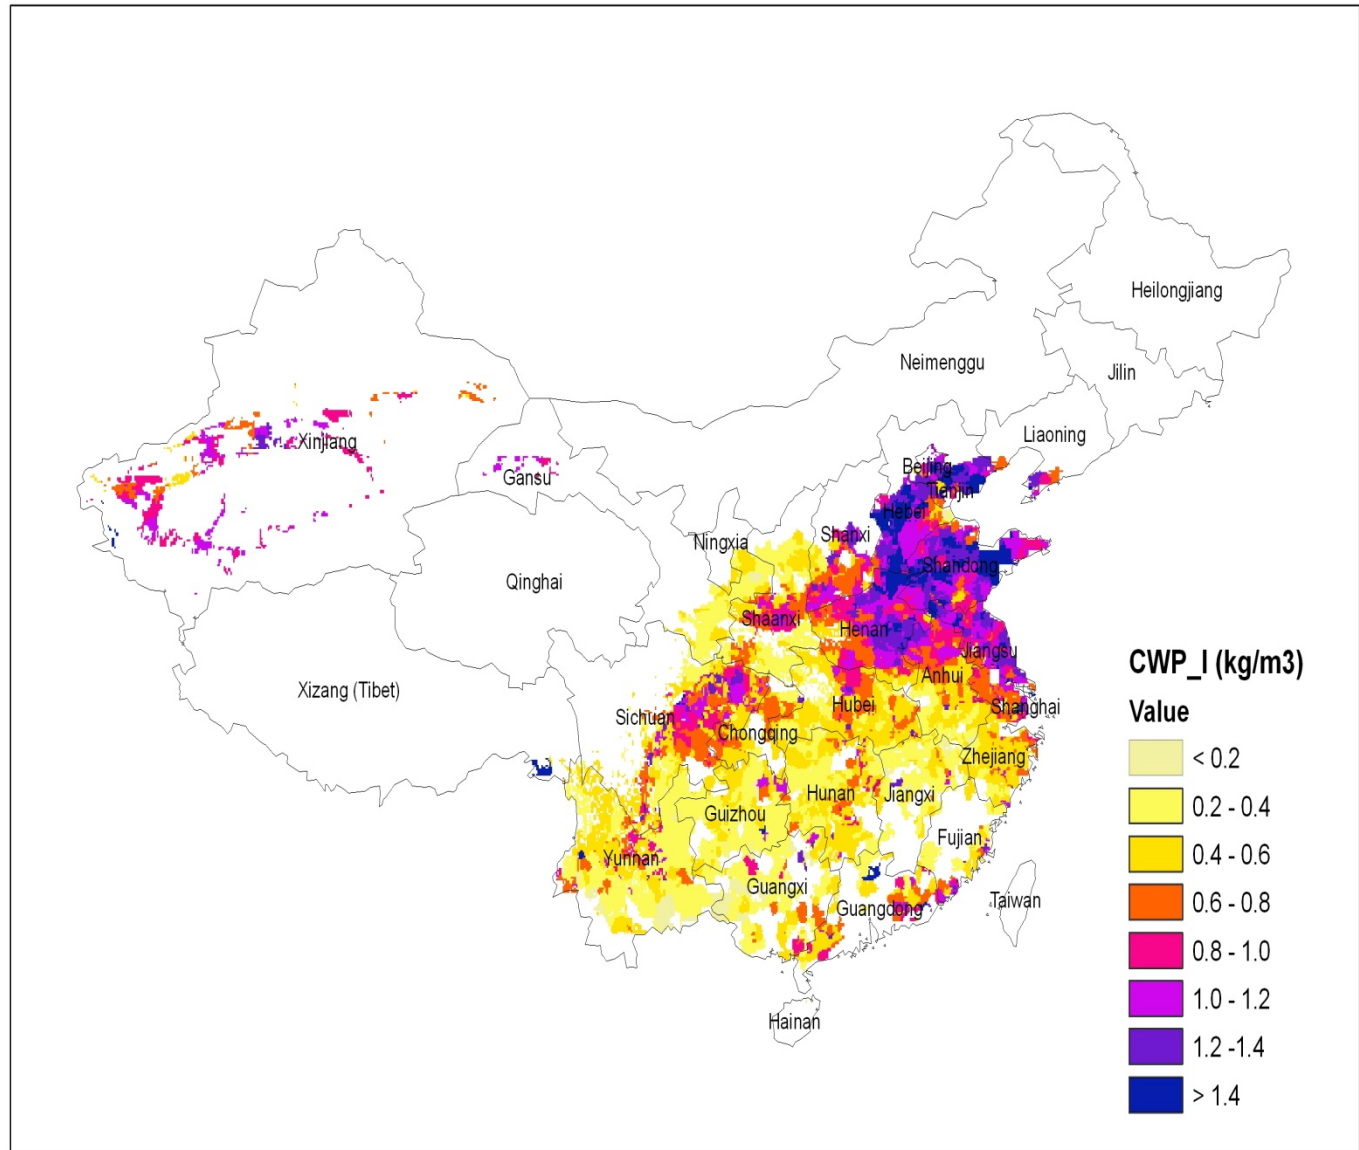 Heilongjiang
Neimenggu
Jilin
Liaoning
Xinjiang
Beijing
Gansu
Tianjin
Hebei
Shanxi
Ningxia
Qinghai
Shandong
Shaanxi
Henan
Jiangsu
Anhui
Xizang (Tibet)
Hubei
Shanghai
Sichuan
Chongqing
Zhejiang
Hunan
Jiangxi
Guizhou
Fujian
Yunnan
Guangxi
Guangdong
Taiwan
Hainan
CWP_I (kg/m3)
Value
< 0.2
0.2 - 0.4
0.4 - 0.6
0.6 - 0.8
0.8 - 1.0
1.0 - 1.2
1.2 -1.4
> 1.4